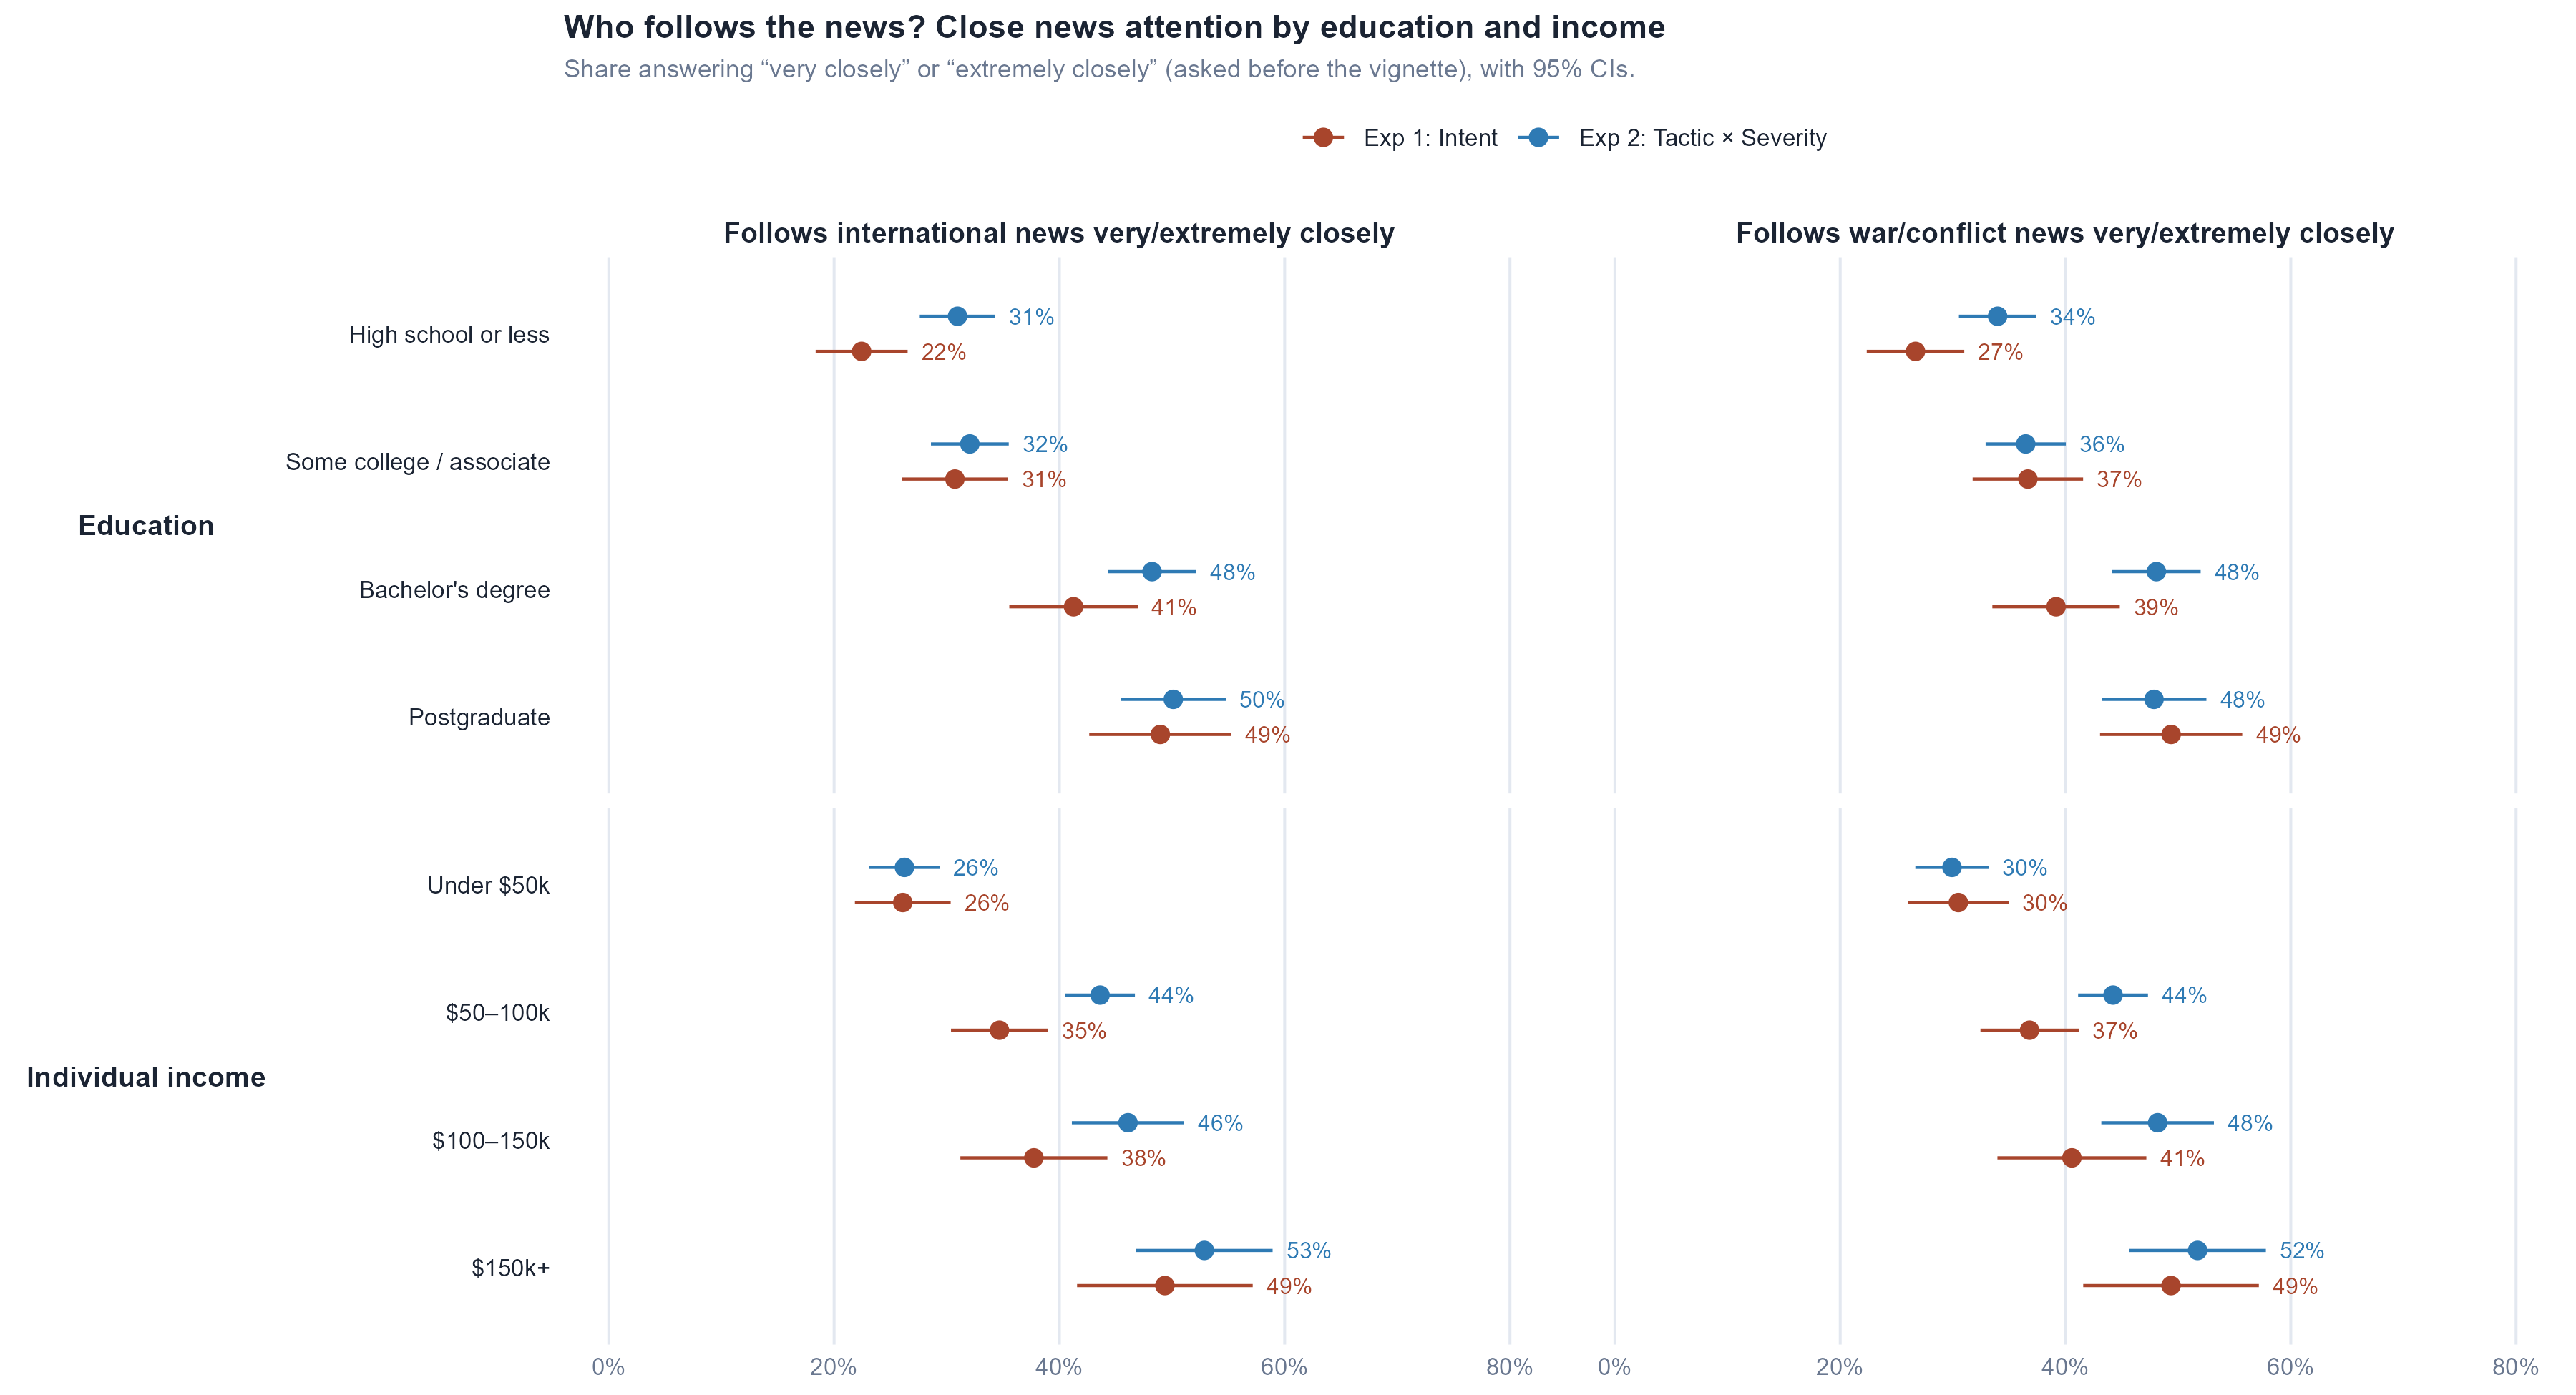 Who follows the news? Close news attention by education and income
Share answering “very closely” or “extremely closely” (asked before the vignette), with 95% CIs.
Exp 1: Intent
Exp 2: Tactic × Severity
Follows international news very/extremely closely
Follows war/conflict news very/extremely closely
Education
High school or less
31%
22%
34%
27%
Some college / associate
32%
31%
36%
37%
Bachelor's degree
48%
41%
48%
39%
Postgraduate
50%
49%
48%
49%
Individual income
Under $50k
26%
26%
30%
30%
$50–100k
44%
35%
44%
37%
$100–150k
46%
38%
48%
41%
$150k+
53%
49%
52%
49%
0%
20%
40%
60%
80%
0%
20%
40%
60%
80%